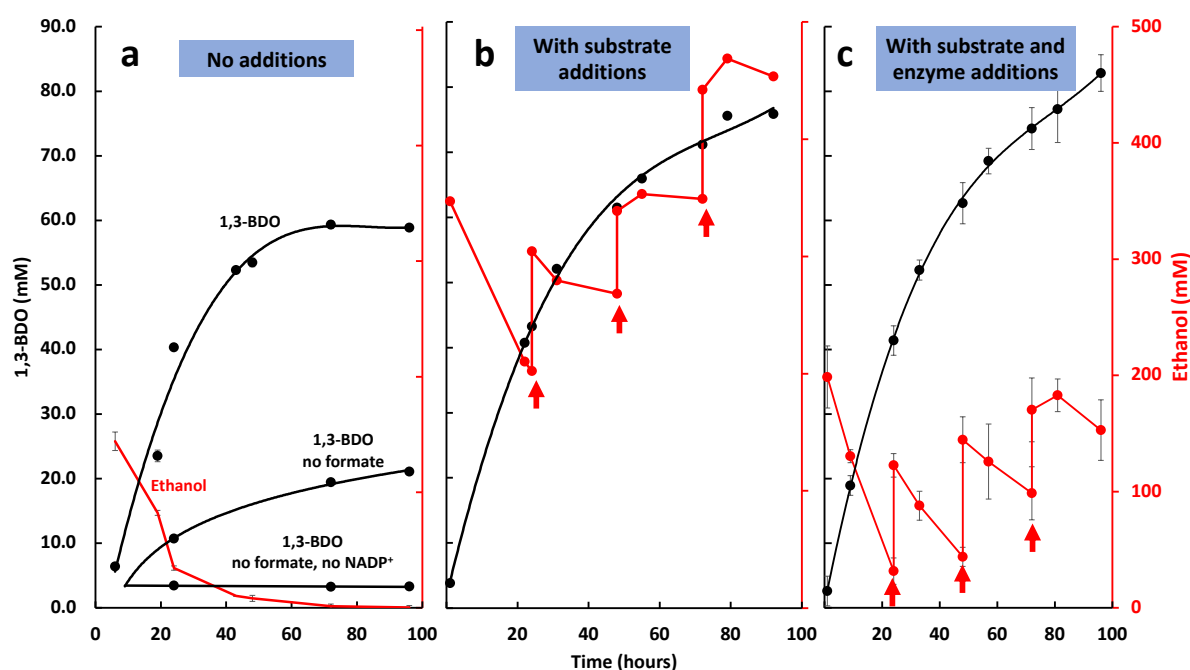 a
No additions
b
With substrate
additions
c
With substrate and
enzyme additions
90.0
80.0
70.0
60.0
50.0
40.0
30.0
20.0
10.0
0.0
1,3-BDO (mM)
1,3-BDO
1,3-BDO
no formate
Ethanol
1,3-BDO
no formate, no NADP⁺
500
400
300
200
100
0
Ethanol (mM)
0 20 40 60 80 100
0 20 40 60 80 100
0 20 40 60 80 100
Time (hours)